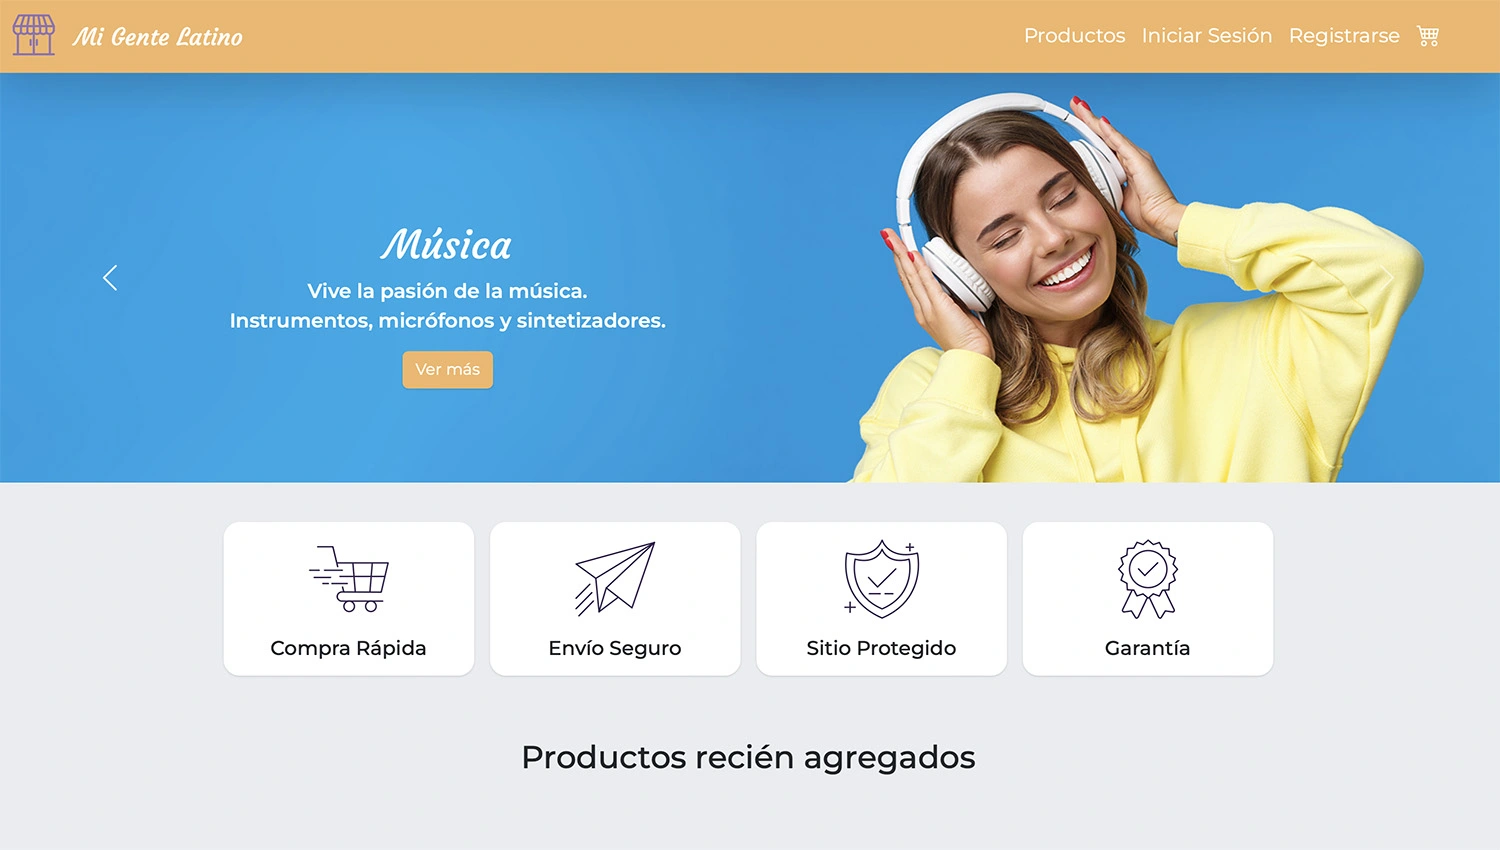 Mi Gente Latino
Productos
Iniciar Sesión
Registrarse
Música
Vive la pasión de la música.
Instrumentos, micrófonos y sintetizadores.
Ver más
Compra Rápida
Envío Seguro
Sitio Protegido
Garantía
Productos recién agregados